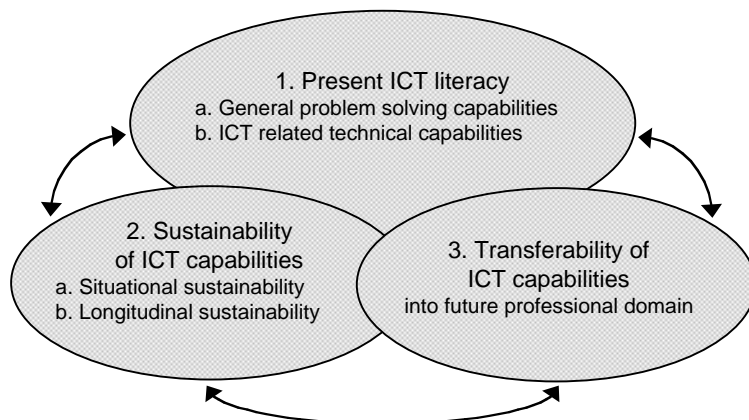 1. Present ICT literacy
a. General problem solving capabilities
b. ICT related technical capabilities
2. Sustainability
of ICT capabilities
a. Situational sustainability
b. Longitudinal sustainability
3. Transferability of
ICT capabilities
into future professional domain